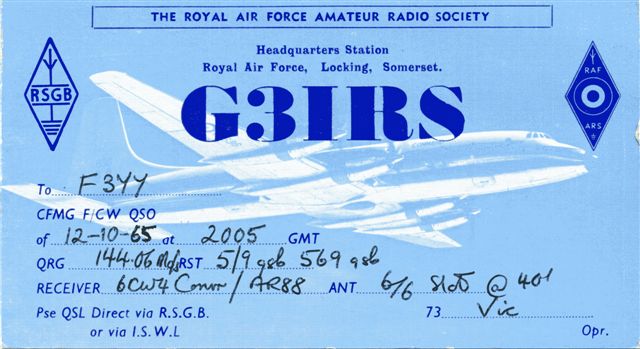 THE ROYAL AIR FORCE AMATEUR RADIO SOCIETY
Headquarters Station
Royal Air Force, Locking, Somerset.
G3IRS
RSGB
RAF
ARS
To F3YY
CFMG F/CW QSO
of 12-10-65 at 2005 GMT
QRG 144.06 Mc/s RST 5/9 qsb 569 qsb
RECEIVER 6CW4 Conv / AR88 ANT 6/6 Slot @ 40'
Pse QSL Direct via R.S.G.B. 73 Vic
or via I.S.W.L Opr.